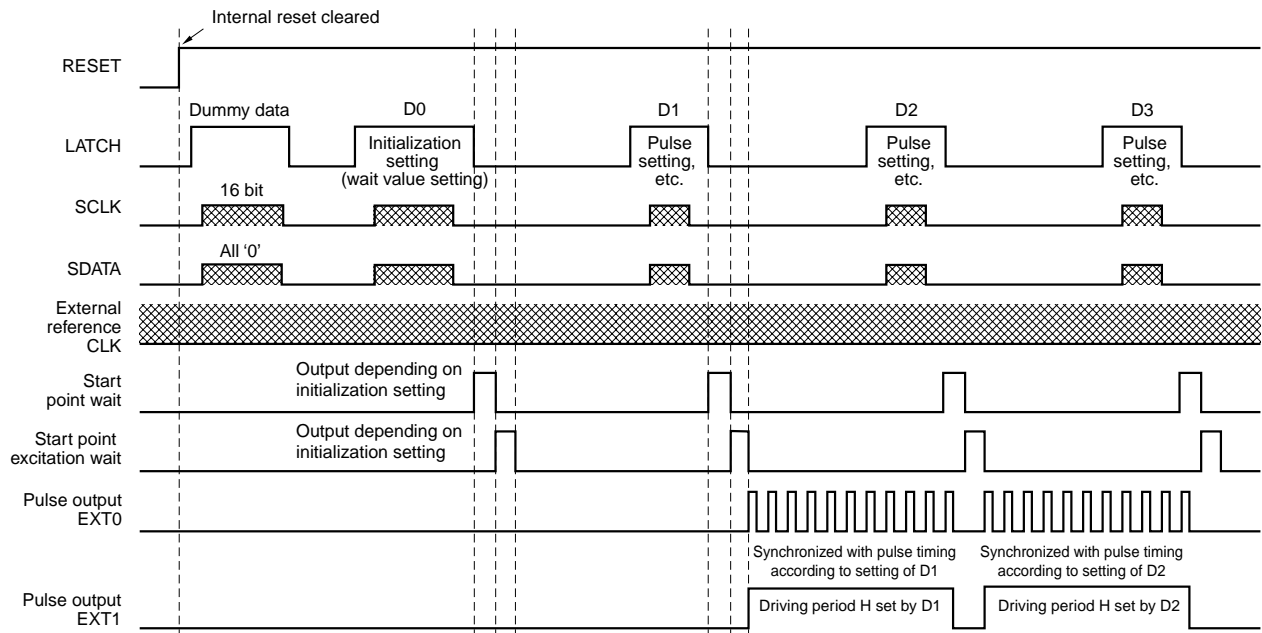 Internal reset cleared
RESET
Dummy data
D0
D1
D2
D3
LATCH
Initialization
setting
(wait value setting)
Pulse
setting,
etc.
Pulse
setting,
etc.
Pulse
setting,
etc.
16 bit
SCLK
All ‘0’
SDATA
External
reference
CLK
Start
point wait
Output depending on
initialization setting
Start point
excitation wait
Output depending on
initialization setting
Pulse output
EXT0
Synchronized with pulse timing
according to setting of D1
Synchronized with pulse timing
according to setting of D2
Pulse output
EXT1
Driving period H set by D1
Driving period H set by D2